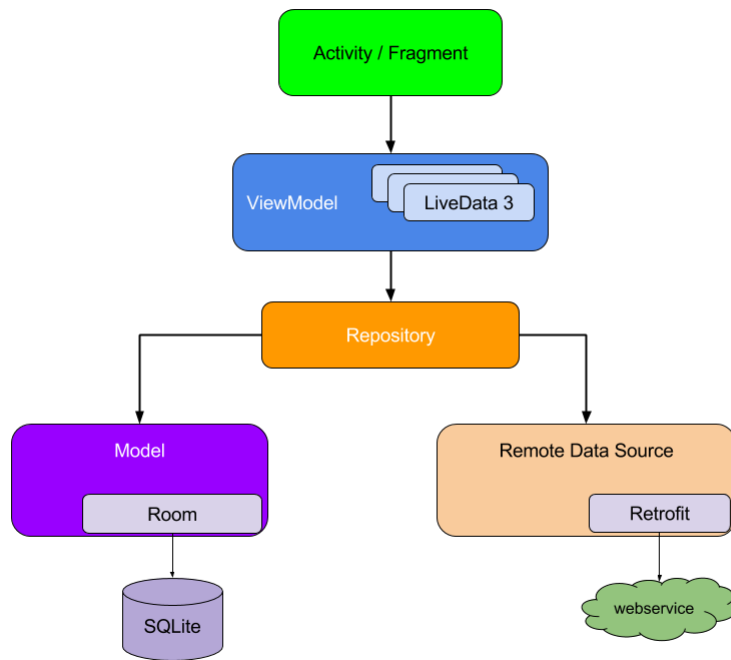 Activity / Fragment
ViewModel
LiveData 3
Repository
Model
Remote Data Source
Room
Retrofit
SQLite
webservice